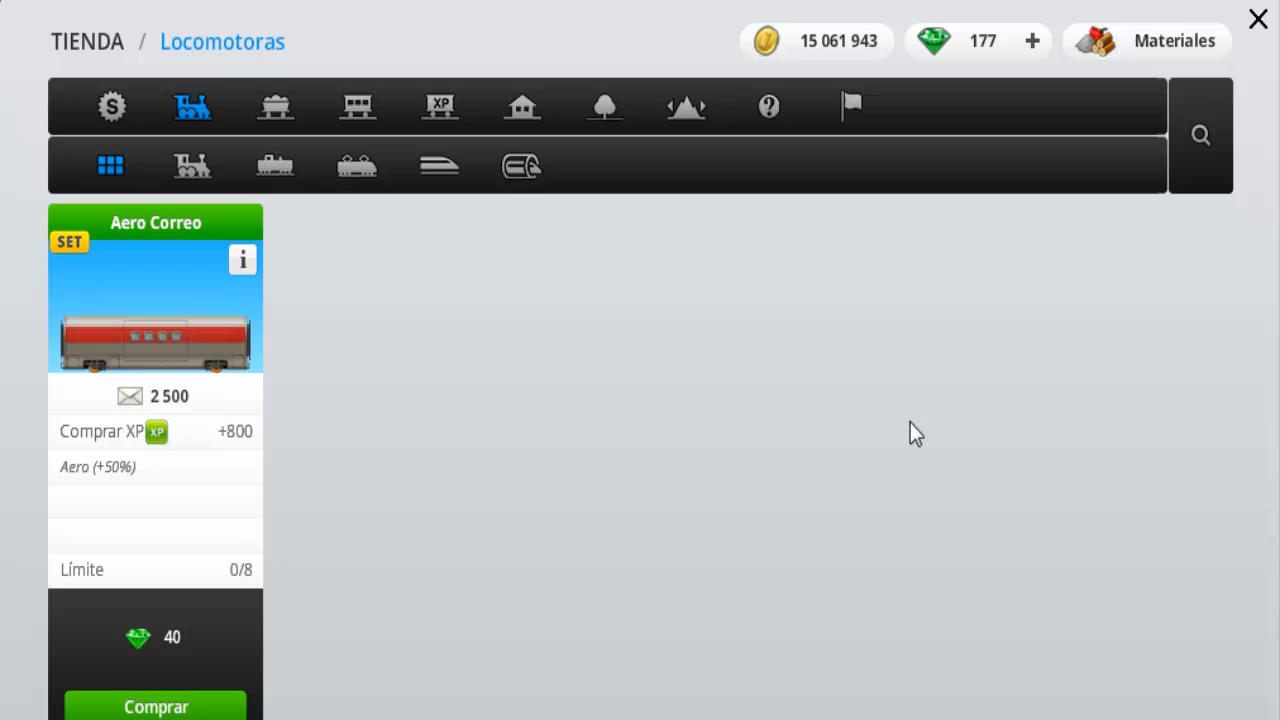 TIENDA / Locomotoras
15 061 943
177 +
Materiales
S
XP
?
Aero Correo
SET
i
2 500
Comprar XP XP +800
Aero (+50%)
Límite 0/8
40
Comprar